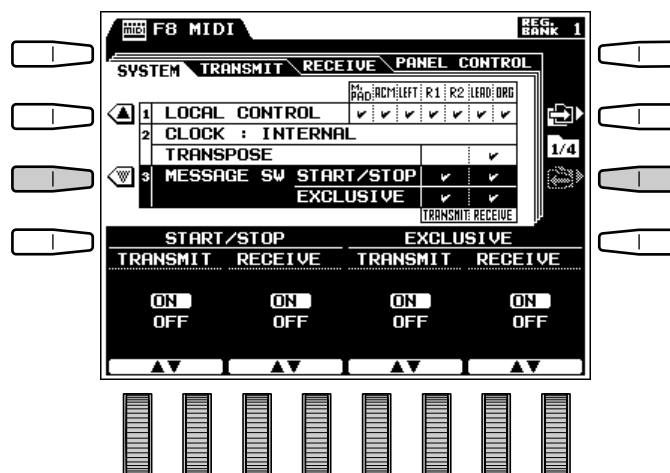 MIDI F8 MIDI REG. BANK 1
SYSTEM TRANSMIT RECEIVE PANEL CONTROL
M. PAD ACM LEFT R1 R2 LEAD ORG
1 LOCAL CONTROL
2 CLOCK : INTERNAL
TRANSPOSE
1/4
3 MESSAGE SW START/STOP
EXCLUSIVE
TRANSMIT RECEIVE
START/STOP EXCLUSIVE
TRANSMIT RECEIVE TRANSMIT RECEIVE
ON ON ON ON
OFF OFF OFF OFF